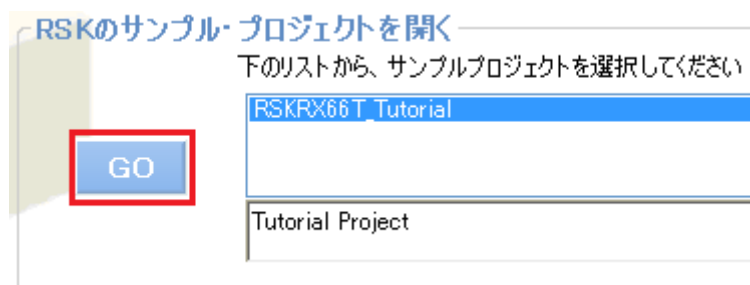 RSKのサンプル・プロジェクトを開く
下のリストから、サンプルプロジェクトを選択してください
RSKRX66T_Tutorial
GO
Tutorial Project